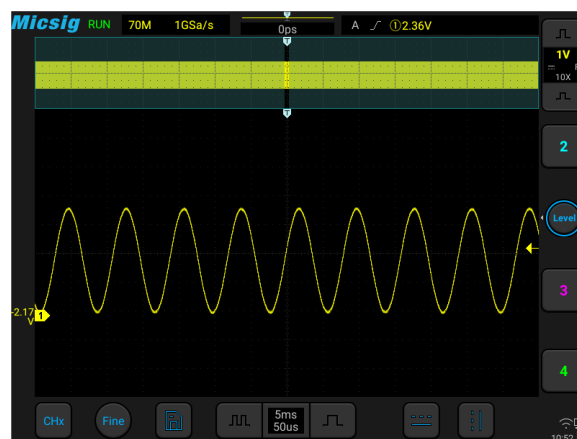 Micsig RUN 70M 1GSa/s 0ps A ①2.36V
T
1V
10X
T
2
Level
-2.17
V
1
3
4
CHx Fine 5ms
50us
10:52